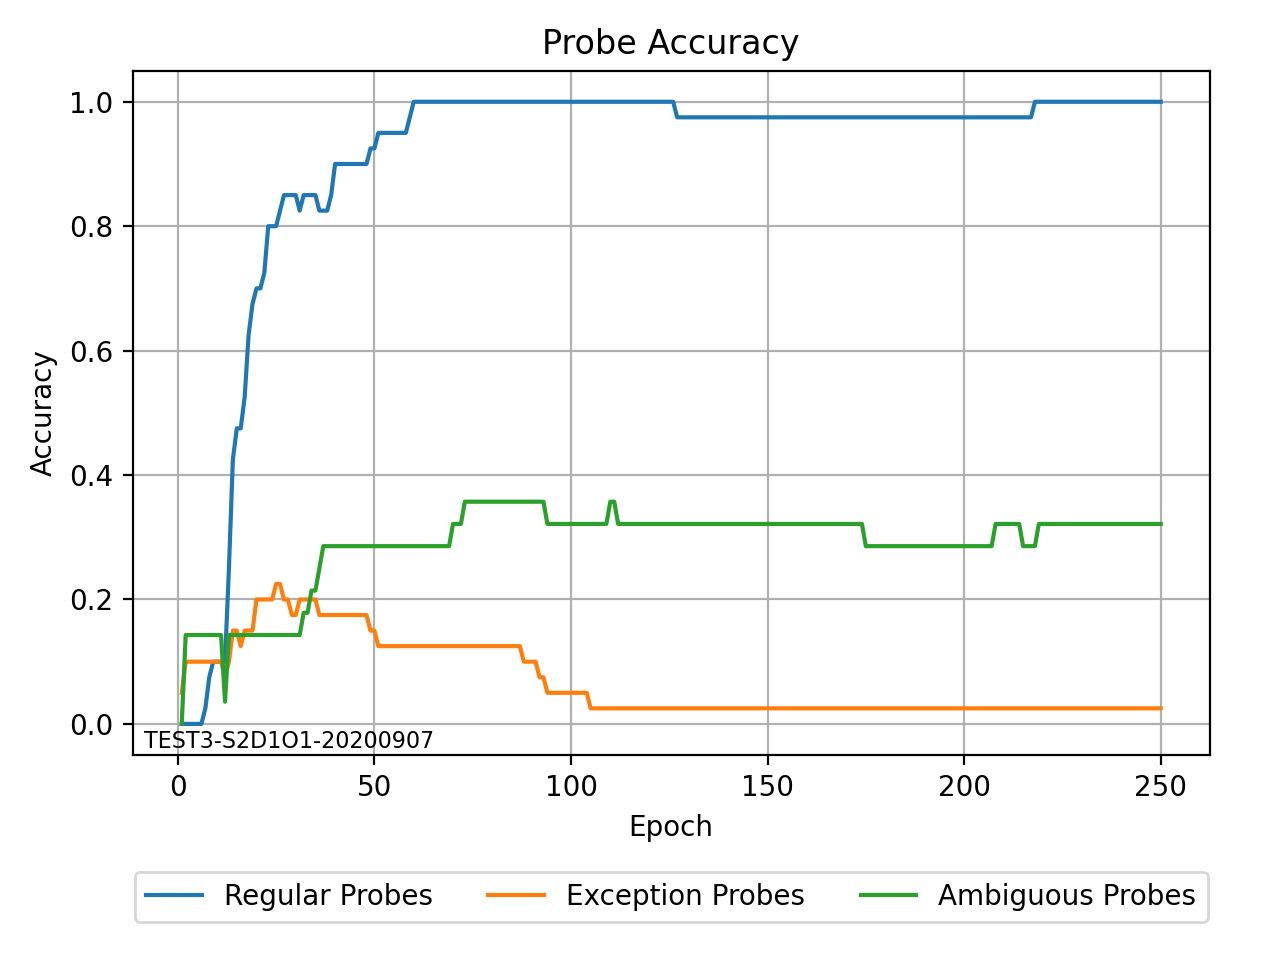 Probe Accuracy
1.0
0.8
0.6
0.4
0.2
0.0
Accuracy
TEST3-S2D1O1-20200907
0 50 100 150 200 250
Epoch
Regular Probes Exception Probes Ambiguous Probes